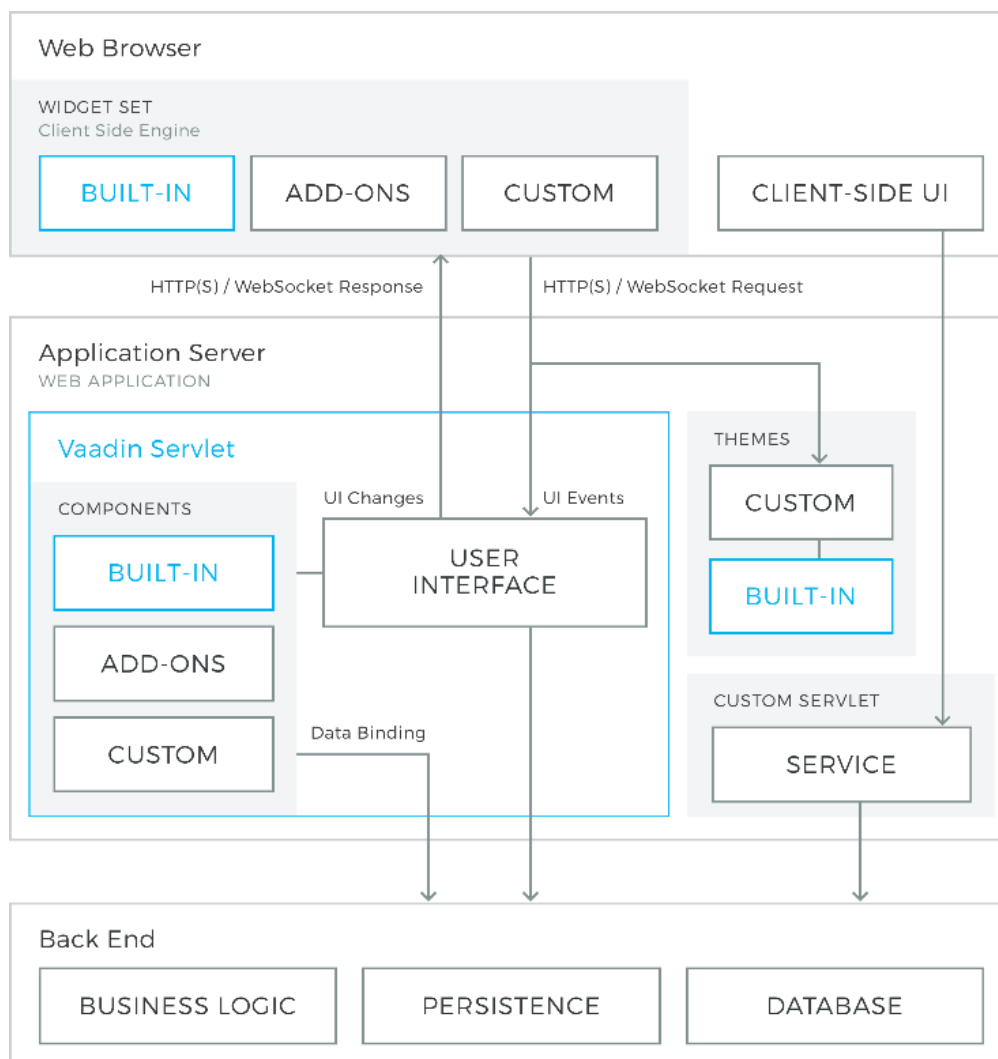 Web Browser
WIDGET SET
Client Side Engine
BUILT-IN
ADD-ONS
CUSTOM
CLIENT-SIDE UI
HTTP(S) / WebSocket Response
HTTP(S) / WebSocket Request
Application Server
WEB APPLICATION
Vaadin Servlet
COMPONENTS
BUILT-IN
ADD-ONS
CUSTOM
UI Changes
UI Events
USER
INTERFACE
Data Binding
THEMES
CUSTOM
BUILT-IN
CUSTOM SERVLET
SERVICE
Back End
BUSINESS LOGIC
PERSISTENCE
DATABASE